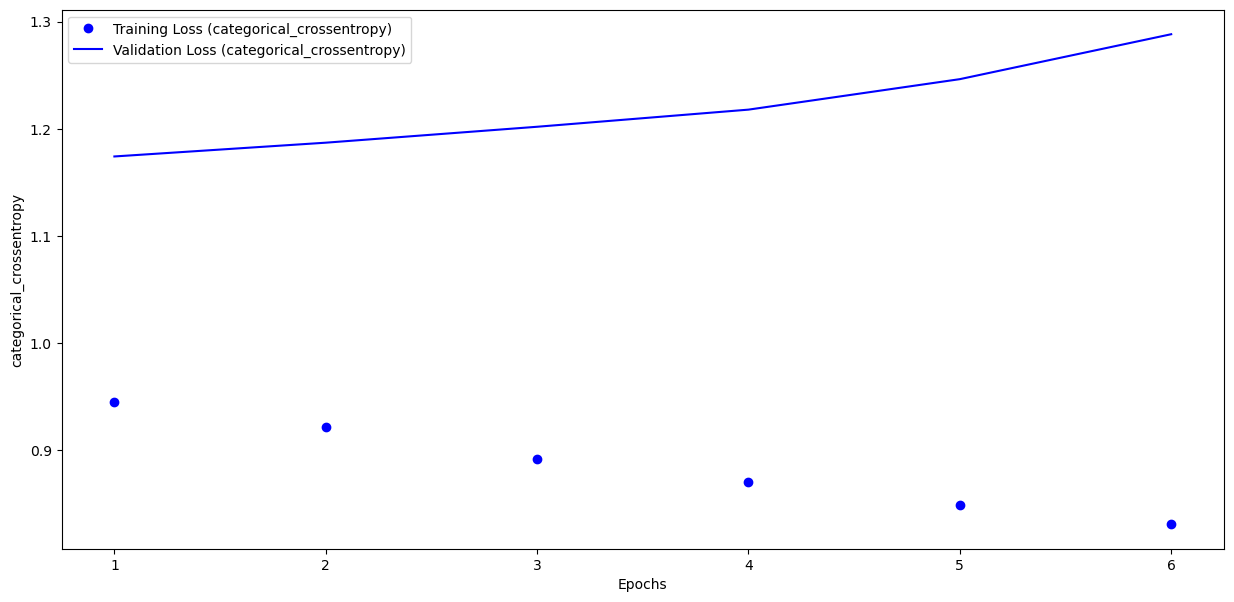 Training Loss (categorical_crossentropy)
Validation Loss (categorical_crossentropy)
categorical_crossentropy
1.3
1.2
1.1
1.0
0.9
1 2 3 4 5 6
Epochs